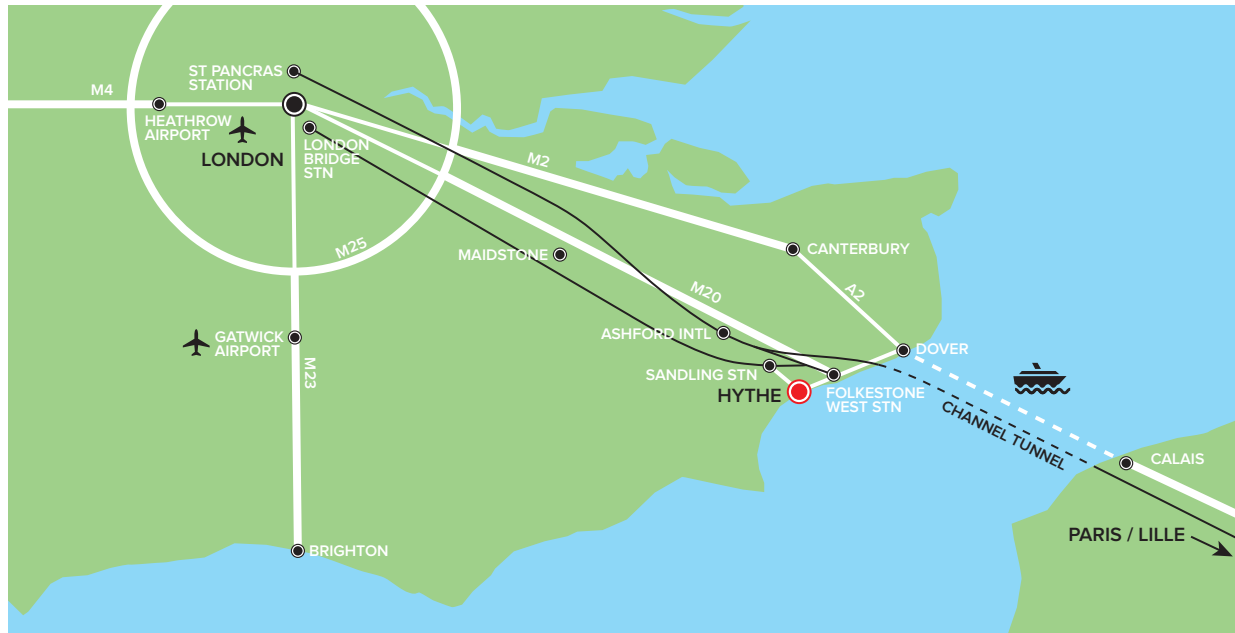 ST PANCRAS
STATION
M4
HEATHROW
AIRPORT
LONDON
LONDON
BRIDGE
STN
M2
M25
MAIDSTONE
CANTERBURY
M20
A2
GATWICK
AIRPORT
M23
ASHFORD INTL
DOVER
SANDLING STN
HYTHE
FOLKESTONE
WEST STN
CHANNEL TUNNEL
CALAIS
PARIS / LILLE
BRIGHTON